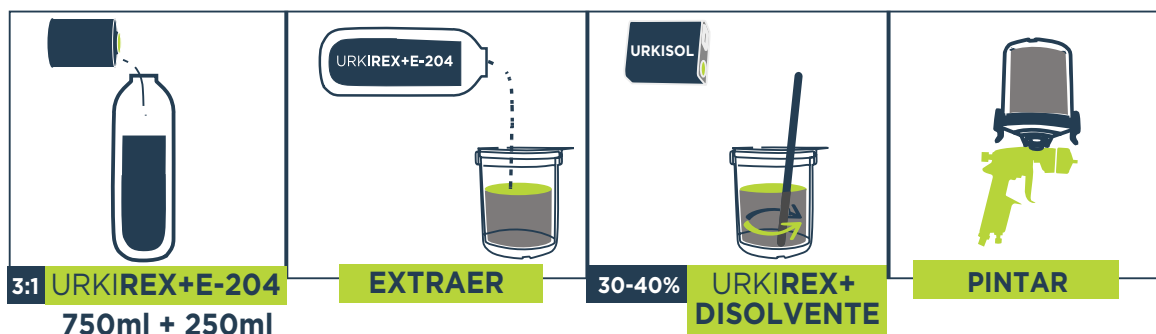 URKIREX+E-204
URKISOL
3:1 URKIREX+E-204
750ml + 250ml
EXTRAER
30-40% URKIREX+
DISOLVENTE
PINTAR